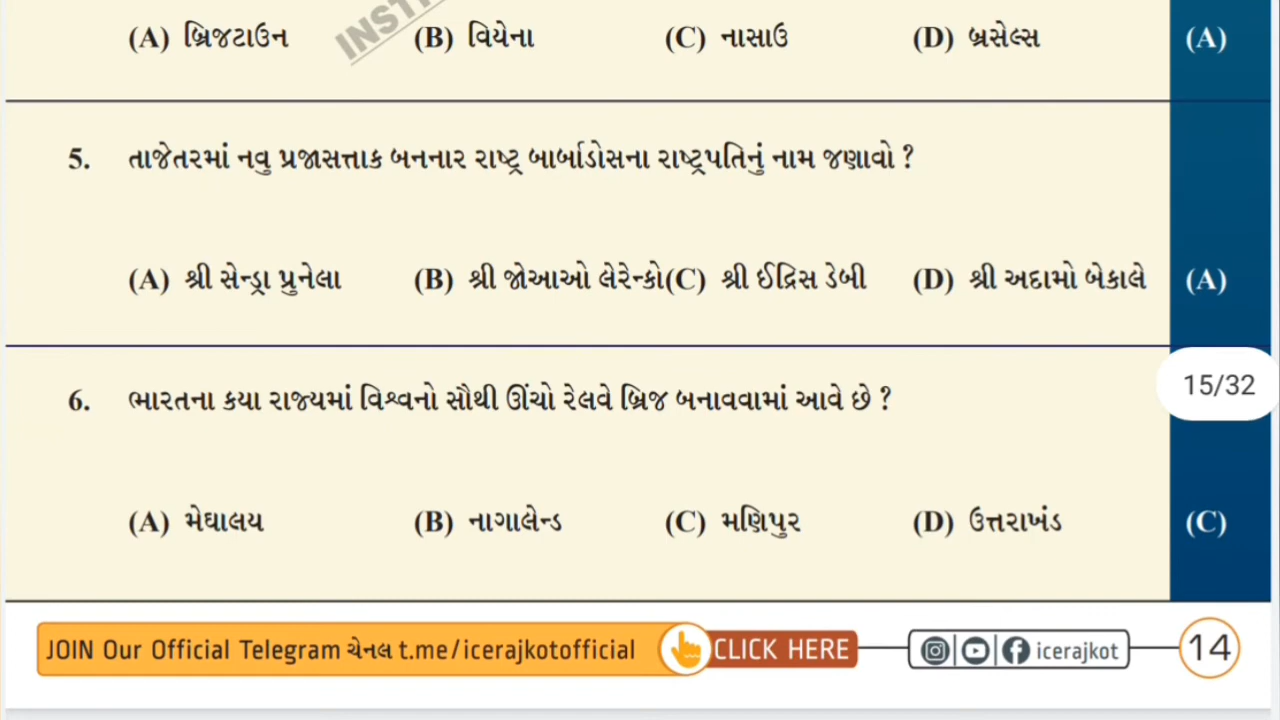 INSTI
(A) બ્રિજટાઉન (B) વિયેના (C) નાસાઉ (D) બ્રસેલ્સ (A)
5. તાજેતરમાં નવુ પ્રજાસત્તાક બનનાર રાષ્ટ્ર બાર્બાડોસના રાષ્ટ્રપતિનું નામ જણાવો ?
(A) શ્રી સેન્ડ્રા પ્રુનેલા (B) શ્રી જોઆઓ લેરેન્કો(C) શ્રી ઈદ્રિસ ડેબી (D) શ્રી અદામો બેકાલે (A)
6. ભારતના કયા રાજ્યમાં વિશ્વનો સૌથી ઊંચો રેલવે બ્રિજ બનાવવામાં આવે છે ?
15/32
(A) મેઘાલય (B) નાગાલેન્ડ (C) મણિપુર (D) ઉત્તરાખંડ (C)
JOIN Our Official Telegram ચેનલ t.me/icerajkotofficial CLICK HERE icerajkot 14